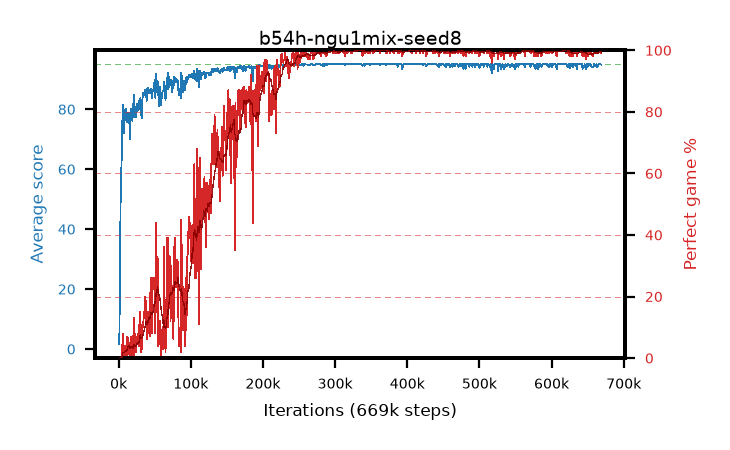 b54h-ngu1mix-seed8
100
80
60
40
20
0
80
60
40
20
0
Average score
Perfect game %
0k 100k 200k 300k 400k 500k 600k 700k
Iterations (669k steps)